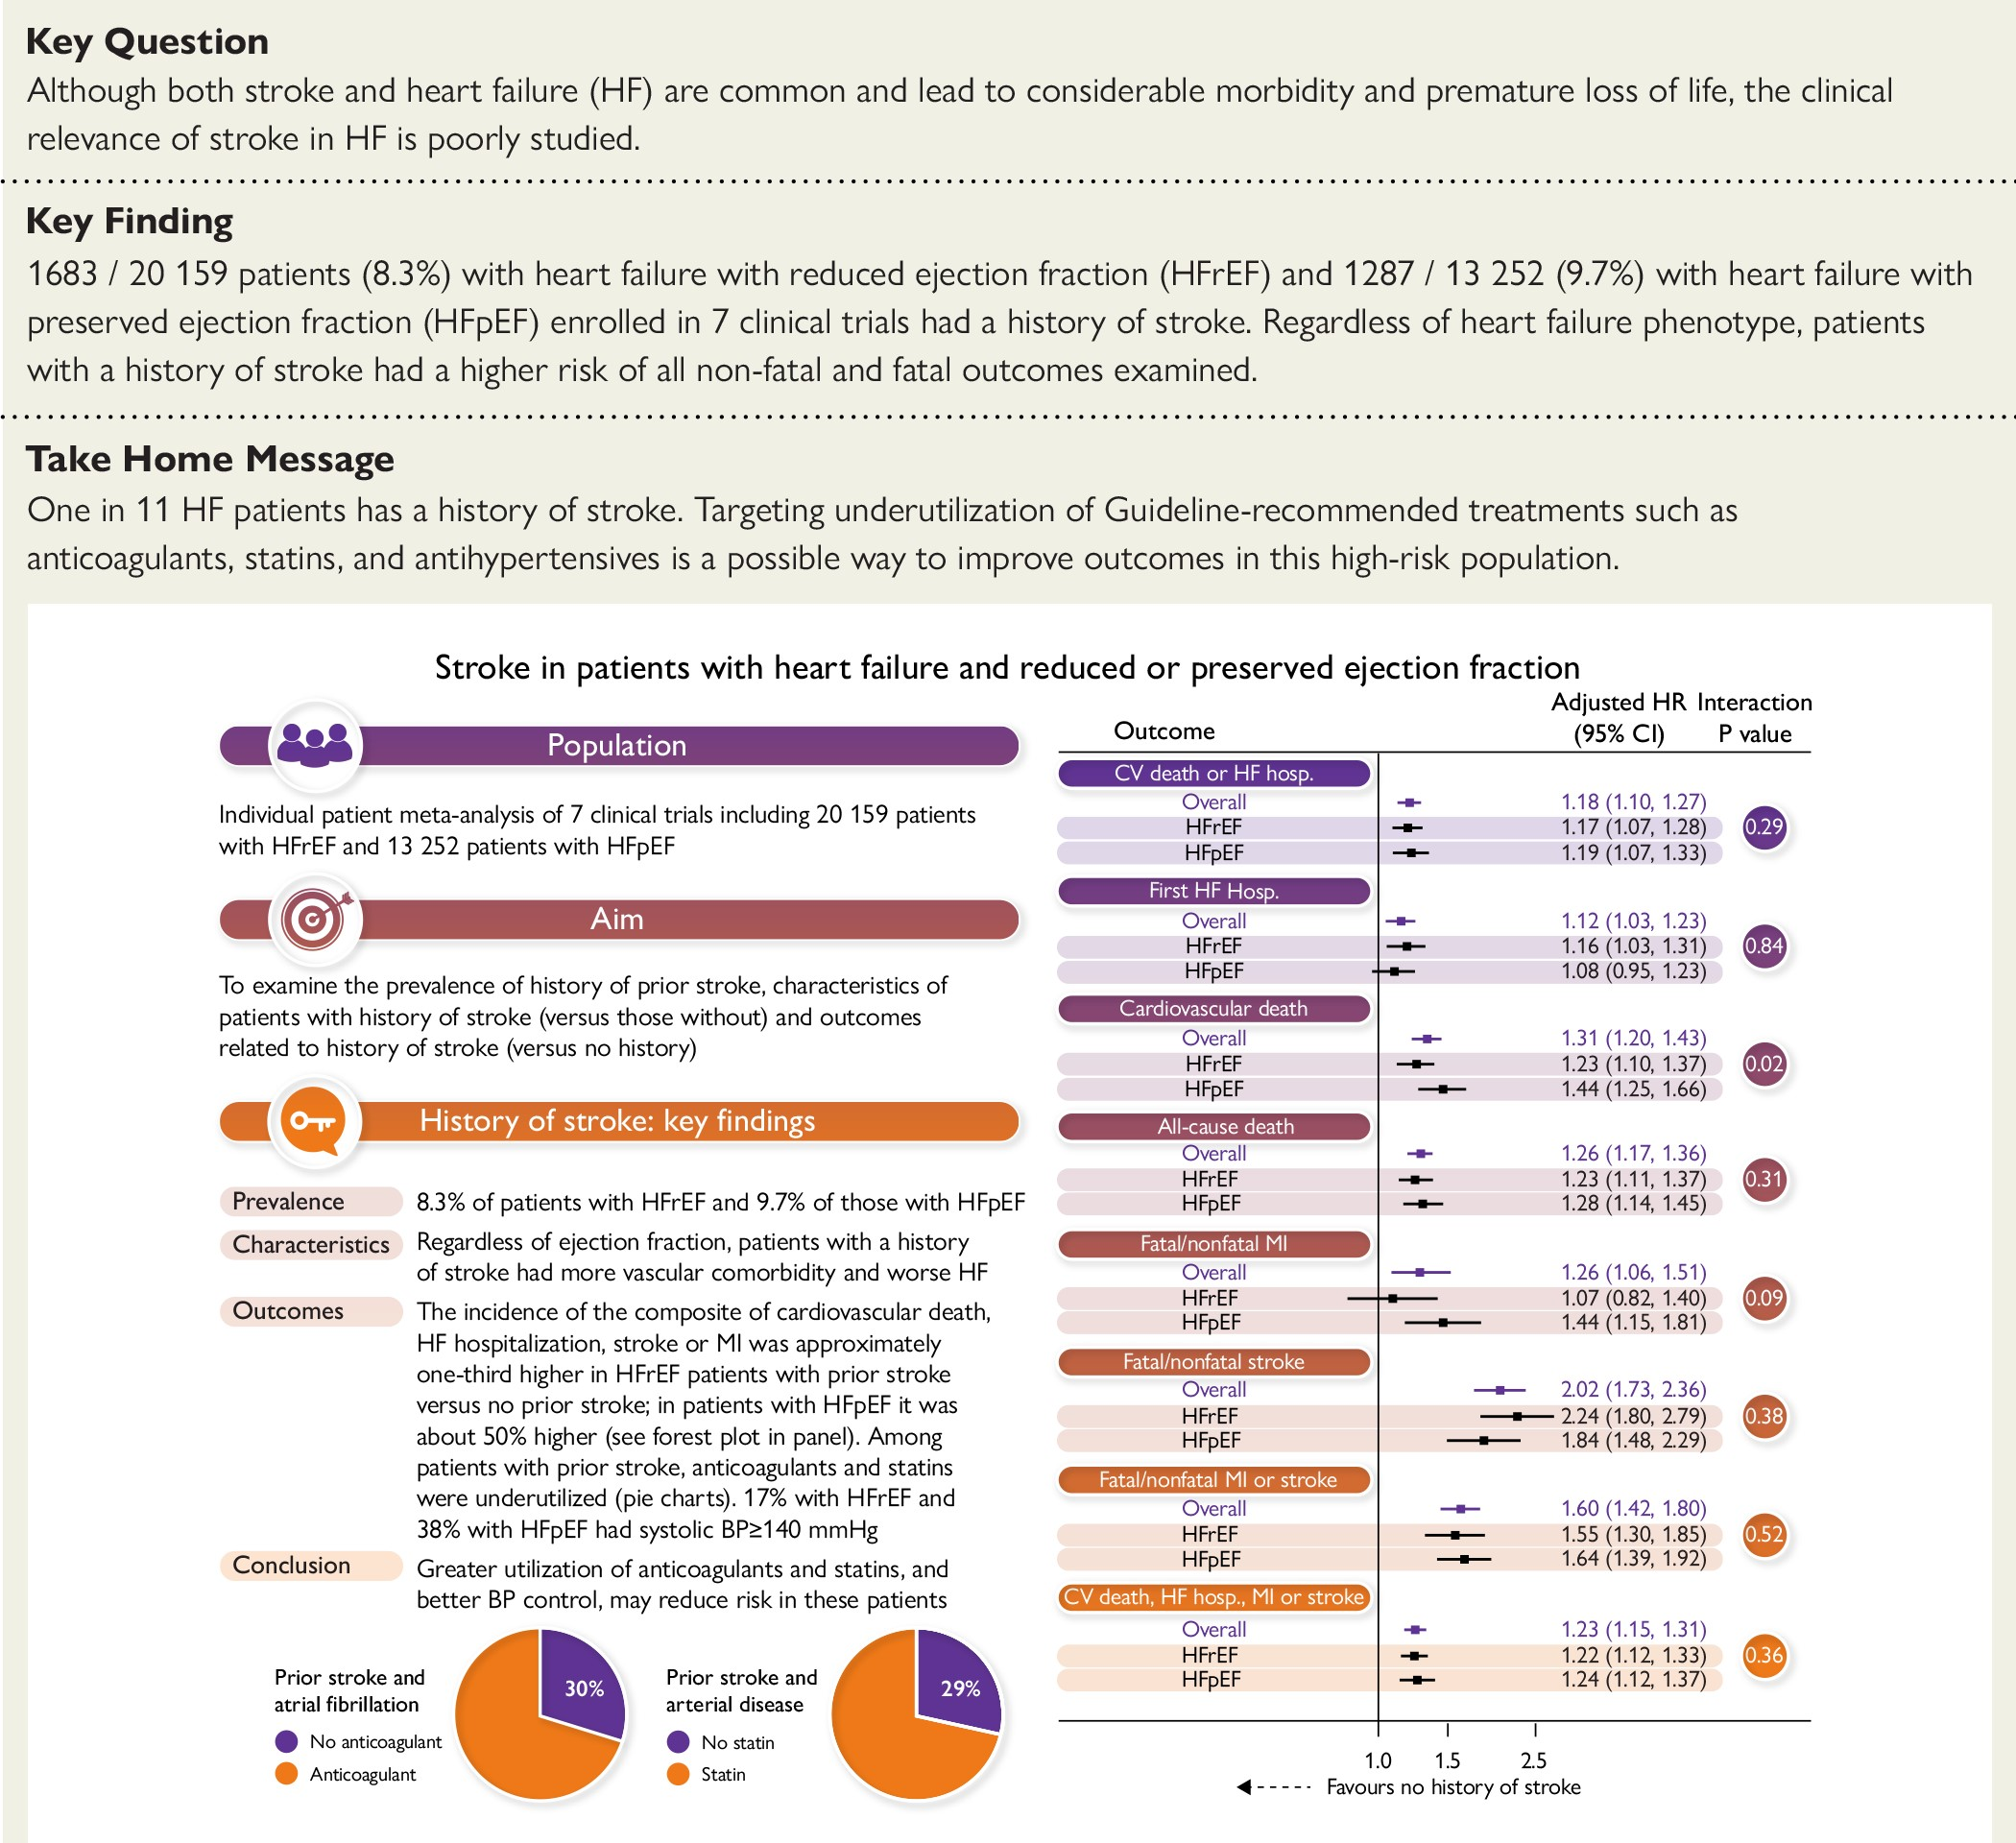 Key Question
Although both stroke and heart failure (HF) are common and lead to considerable morbidity and premature loss of life, the clinical
relevance of stroke in HF is poorly studied.
Key Finding
1683 / 20 159 patients (8.3%) with heart failure with reduced ejection fraction (HFrEF) and 1287 / 13 252 (9.7%) with heart failure with
preserved ejection fraction (HFpEF) enrolled in 7 clinical trials had a history of stroke. Regardless of heart failure phenotype, patients
with a history of stroke had a higher risk of all non-fatal and fatal outcomes examined.
Take Home Message
One in 11 HF patients has a history of stroke. Targeting underutilization of Guideline-recommended treatments such as
anticoagulants, statins, and antihypertensives is a possible way to improve outcomes in this high-risk population.
Stroke in patients with heart failure and reduced or preserved ejection fraction
Population
Individual patient meta-analysis of 7 clinical trials including 20 159 patients
with HFrEF and 13 252 patients with HFpEF
Aim
To examine the prevalence of history of prior stroke, characteristics of
patients with history of stroke (versus those without) and outcomes
related to history of stroke (versus no history)
History of stroke: key findings
Prevalence 8.3% of patients with HFrEF and 9.7% of those with HFpEF
Characteristics Regardless of ejection fraction, patients with a history
of stroke had more vascular comorbidity and worse HF
Outcomes The incidence of the composite of cardiovascular death,
HF hospitalization, stroke or MI was approximately
one-third higher in HFrEF patients with prior stroke
versus no prior stroke; in patients with HFpEF it was
about 50% higher (see forest plot in panel). Among
patients with prior stroke, anticoagulants and statins
were underutilized (pie charts). 17% with HFrEF and
38% with HFpEF had systolic BP≥140 mmHg
Conclusion Greater utilization of anticoagulants and statins, and
better BP control, may reduce risk in these patients
Prior stroke and
atrial fibrillation
No anticoagulant
Anticoagulant
30%
Prior stroke and
arterial disease
No statin
Statin
29%
Outcome Adjusted HR (95% CI) Interaction P value
CV death or HF hosp.
Overall 1.18 (1.10, 1.27)
HFrEF 1.17 (1.07, 1.28) 0.29
HFpEF 1.19 (1.07, 1.33)
First HF Hosp.
Overall 1.12 (1.03, 1.23)
HFrEF 1.16 (1.03, 1.31) 0.84
HFpEF 1.08 (0.95, 1.23)
Cardiovascular death
Overall 1.31 (1.20, 1.43)
HFrEF 1.23 (1.10, 1.37) 0.02
HFpEF 1.44 (1.25, 1.66)
All-cause death
Overall 1.26 (1.17, 1.36)
HFrEF 1.23 (1.11, 1.37) 0.31
HFpEF 1.28 (1.14, 1.45)
Fatal/nonfatal MI
Overall 1.26 (1.06, 1.51)
HFrEF 1.07 (0.82, 1.40) 0.09
HFpEF 1.44 (1.15, 1.81)
Fatal/nonfatal stroke
Overall 2.02 (1.73, 2.36)
HFrEF 2.24 (1.80, 2.79) 0.38
HFpEF 1.84 (1.48, 2.29)
Fatal/nonfatal MI or stroke
Overall 1.60 (1.42, 1.80)
HFrEF 1.55 (1.30, 1.85) 0.52
HFpEF 1.64 (1.39, 1.92)
CV death, HF hosp., MI or stroke
Overall 1.23 (1.15, 1.31)
HFrEF 1.22 (1.12, 1.33) 0.36
HFpEF 1.24 (1.12, 1.37)
1.0 1.5 2.5
Favours no history of stroke